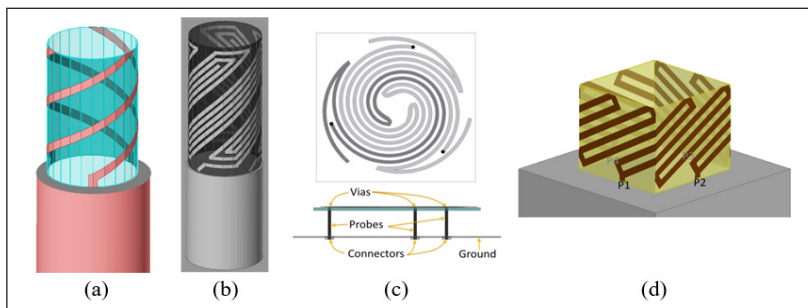 Vias
Probes
Connectors
Ground
P1
P2
(a)
(b)
(c)
(d)